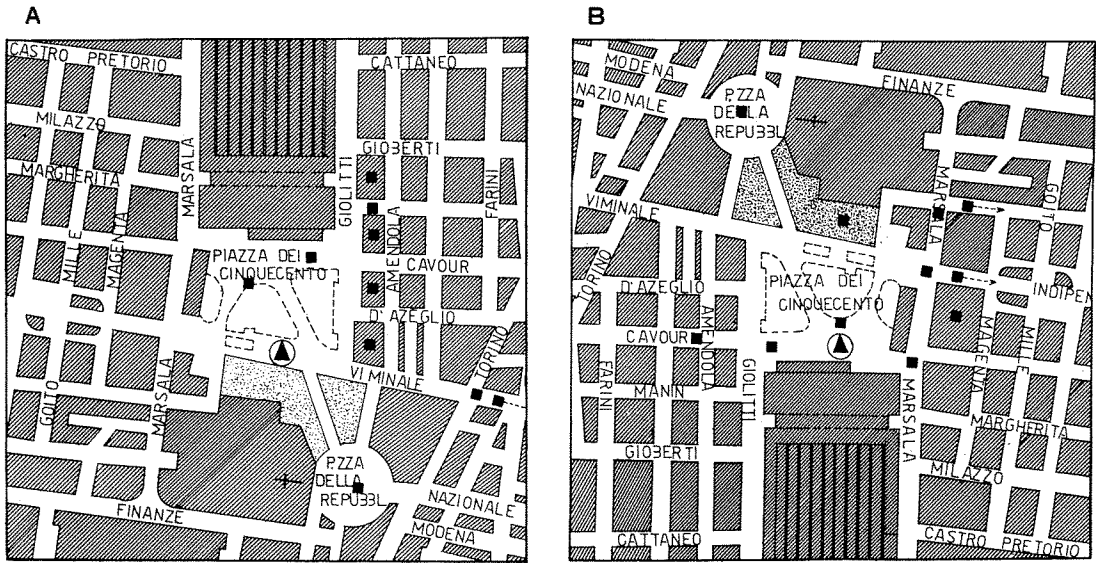 A
CASTRO PRETORIO
CATTANEO
MILAZZO
GIOBERTI
MARGHERITA
MARSALA
GIOLITTI
FARINI
AMENDOLA
MILLE
MAGENTA
PIAZZA DEI
CINQUECENTO
CAVOUR
D'AZEGLIO
TORINO
VIMINALE
GOITO
MARSALA
P.ZZA
DELLA
REPUBBL
NAZIONALE
FINANZE
MODENA
B
MODENA
FINANZE
NAZIONALE
P.ZZA
DELLA
REPUBBL
MARSALA
GOITO
VIMINALE
TORINO
D'AZEGLIO
PIAZZA DEI
CINQUECENTO
INDIPEN
AMENDOLA
CAVOUR
MAGENTA
MILLE
FARINI
MANIN
GIOLITTI
MARSALA
MARGHERITA
GIOBERTI
MILAZZO
CATTANEO
CASTRO PRETORIO